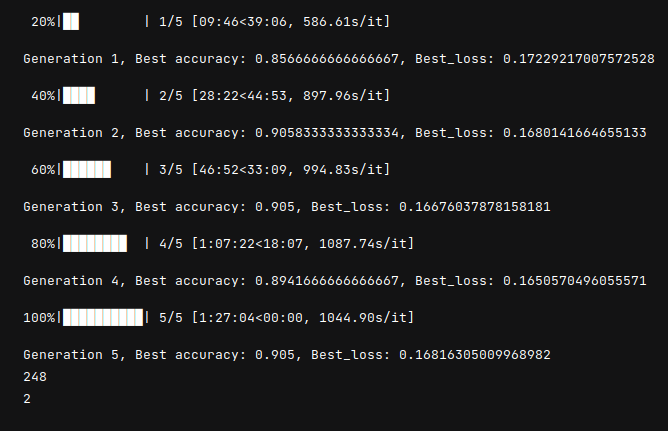 20%|██        | 1/5 [09:46<39:06, 586.61s/it]
Generation 1, Best accuracy: 0.8566666666666667, Best_loss: 0.17229217007572528
40%|████      | 2/5 [28:22<44:53, 897.96s/it]
Generation 2, Best accuracy: 0.9058333333333334, Best_loss: 0.1680141664655133
60%|██████    | 3/5 [46:52<33:09, 994.83s/it]
Generation 3, Best accuracy: 0.905, Best_loss: 0.16676037878158181
80%|████████  | 4/5 [1:07:22<18:07, 1087.74s/it]
Generation 4, Best accuracy: 0.8941666666666667, Best_loss: 0.1650570496055571
100%|██████████| 5/5 [1:27:04<00:00, 1044.90s/it]
Generation 5, Best accuracy: 0.905, Best_loss: 0.16816305009968982
248
2